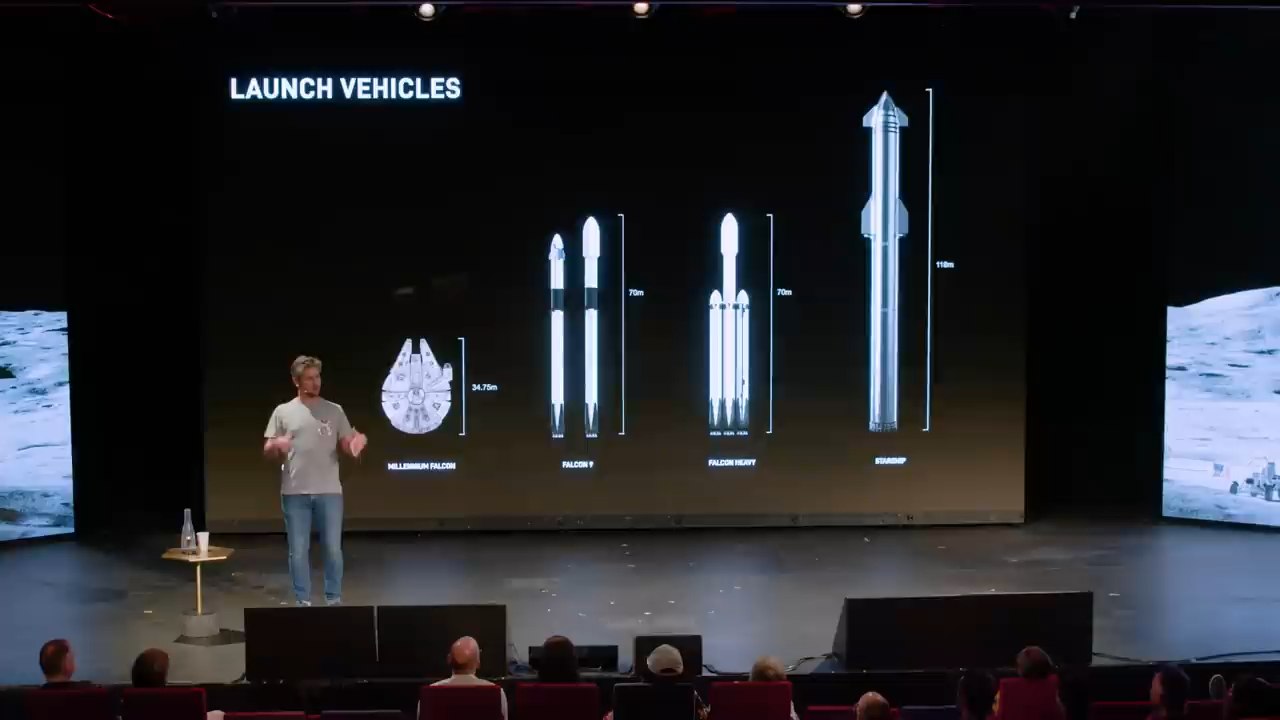 LAUNCH VEHICLES
34.75m
70m
70m
118m
MILLENNIUM FALCON
FALCON 9
FALCON HEAVY
STARSHIP